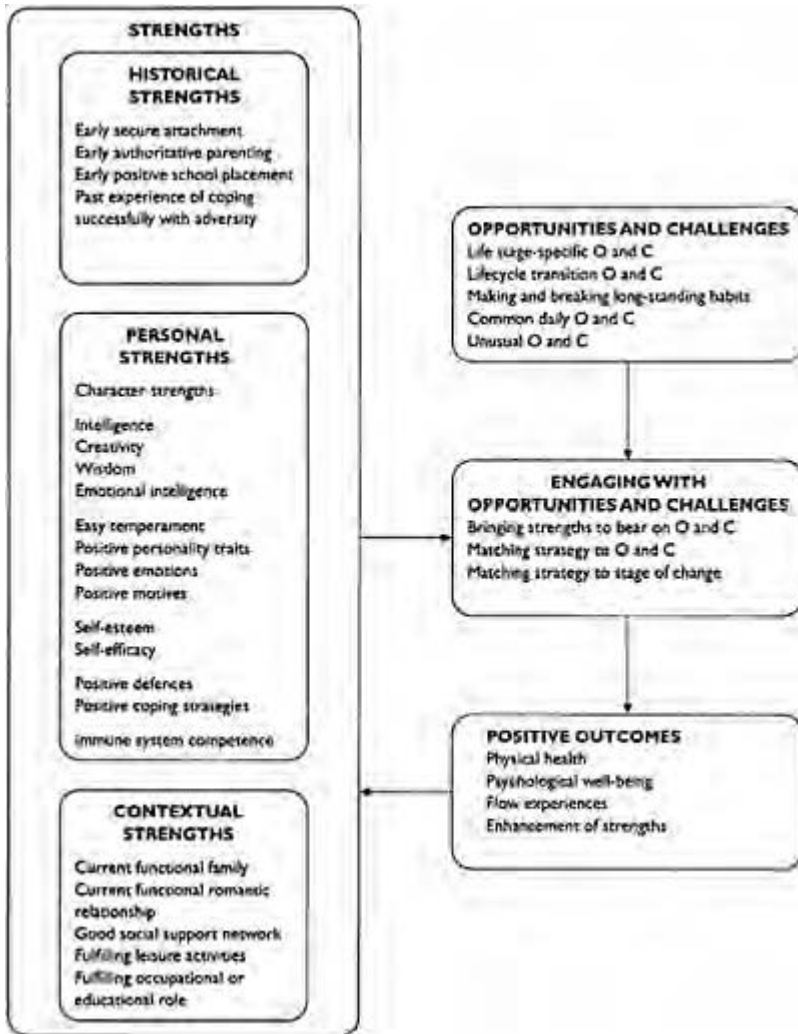 STRENGTHS
HISTORICAL
STRENGTHS
Early secure attachment
Early authoritative parenting
Early positive school placement
Past experience of coping
successfully with adversity
PERSONAL
STRENGTHS
Character strengths
Intelligence
Creativity
Wisdom
Emotional intelligence
Easy temperament
Positive personality traits
Positive emotions
Positive motives
Self-esteem
Self-efficacy
Positive defences
Positive coping strategies
Immune system competence
CONTEXTUAL
STRENGTHS
Current functional family
Current functional romantic
relationship
Good social support network
Fulfilling leisure activities
Fulfilling occupational or
educational role
OPPORTUNITIES AND CHALLENGES
Life stage-specific O and C
Lifecycle transition O and C
Making and breaking long-standing habits
Common daily O and C
Unusual O and C
ENGAGING WITH
OPPORTUNITIES AND CHALLENGES
Bringing strengths to bear on O and C
Matching strategy to O and C
Matching strategy to stage of change
POSITIVE OUTCOMES
Physical health
Psychological well-being
Flow experiences
Enhancement of strengths